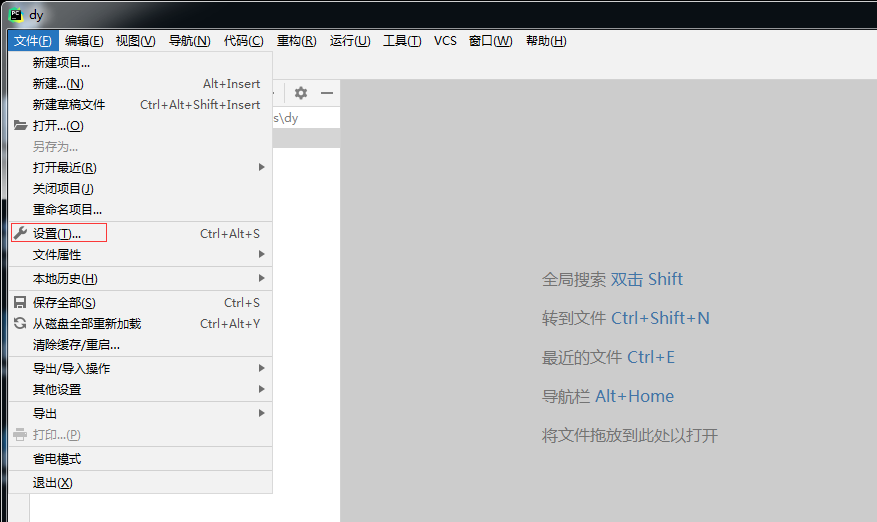 PC dy
文件(F) 编辑(E) 视图(V) 导航(N) 代码(C) 重构(R) 运行(U) 工具(T) VCS 窗口(W) 帮助(H)
新建项目...
新建...(N) Alt+Insert
新建草稿文件 Ctrl+Alt+Shift+Insert
s\dy
打开...(O)
另存为...
打开最近(R)
关闭项目(J)
重命名项目...
设置(T)... Ctrl+Alt+S
文件属性
本地历史(H)
保存全部(S) Ctrl+S
从磁盘全部重新加载 Ctrl+Alt+Y
清除缓存/重启...
导出/导入操作
其他设置
导出
打印...(P)
省电模式
退出(X)
全局搜索 双击 Shift
转到文件 Ctrl+Shift+N
最近的文件 Ctrl+E
导航栏 Alt+Home
将文件拖放到此处以打开